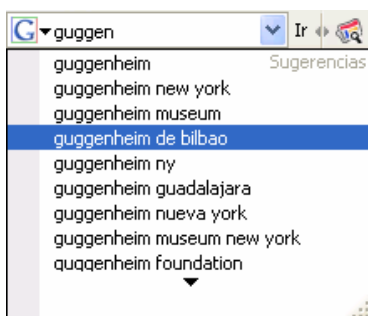 G guggen Ir
guggenheim Sugerencias
guggenheim new york
guggenheim museum
guggenheim de bilbao
guggenheim ny
guggenheim guadalajara
guggenheim nueva york
guggenheim museum new york
guggenheim foundation